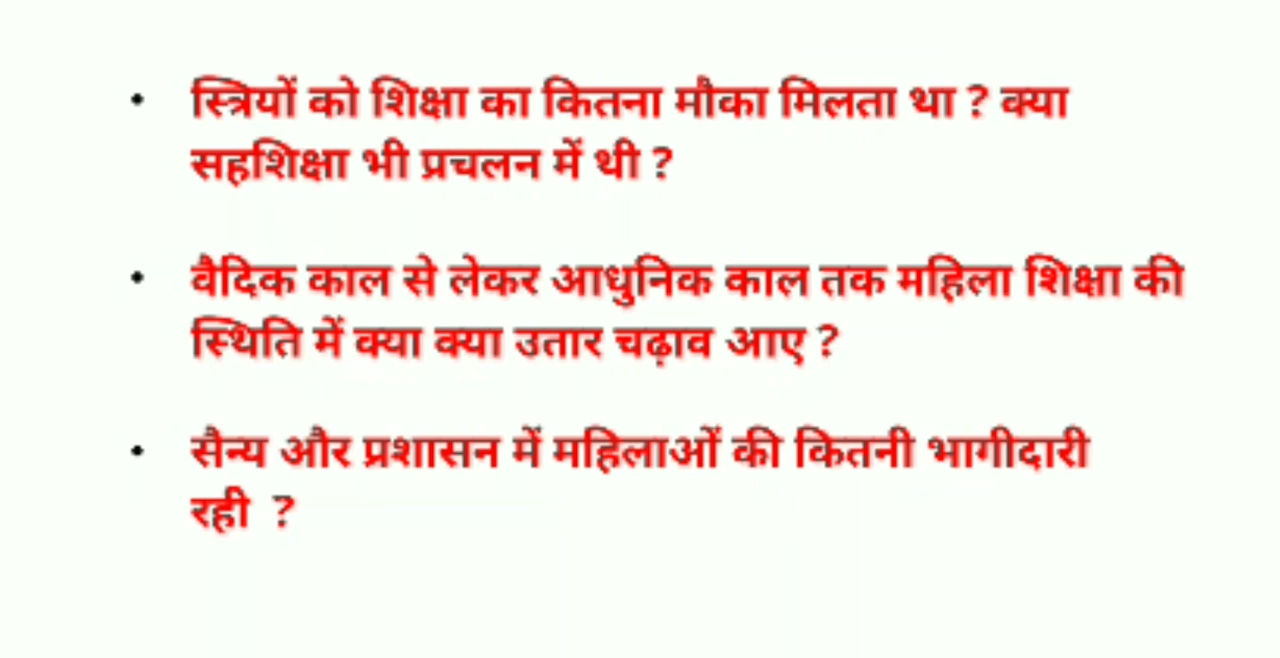 • स्त्रियों को शिक्षा का कितना मौका मिलता था ? क्या
सहशिक्षा भी प्रचलन में थी ?
• वैदिक काल से लेकर आधुनिक काल तक महिला शिक्षा की
स्थिति में क्या क्या उतार चढ़ाव आए ?
• सैन्य और प्रशासन में महिलाओं की कितनी भागीदारी
रही ?